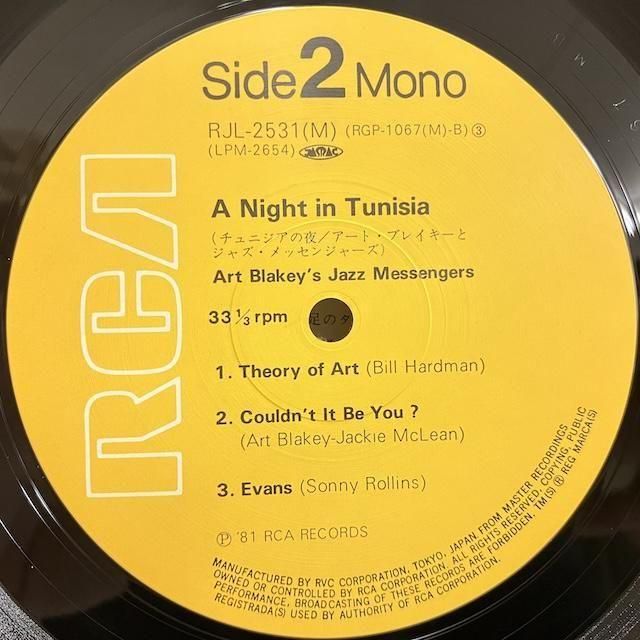 Side 2 Mono
RJL-2531(M) (RGP-1067(M)-B) ③
(LPM-2654) JASRAC
RCA
A Night in Tunisia
(チュニジアの夜/アート・ブレイキーと
ジャズ・メッセンジャーズ)
Art Blakey's Jazz Messengers
33 1/3 rpm
足のタ
1. Theory of Art (Bill Hardman)
2. Couldn't It Be You ?
(Art Blakey-Jackie McLean)
3. Evans (Sonny Rollins)
Ⓟ '81 RCA RECORDS
MANUFACTURED BY RVC CORPORATION, TOKYO, JAPAN FROM MASTER RECORDINGS
OWNED OR CONTROLLED BY RCA CORPORATION. ALL RIGHTS RESERVED. COPYING, PUBLIC
PERFORMANCE, BROADCASTING OF THESE RECORDS ARE FORBIDDEN. TM(S) ® REG MARCA(S)
REGISTRADA(S) USED BY AUTHORITY OF RCA CORPORATION.